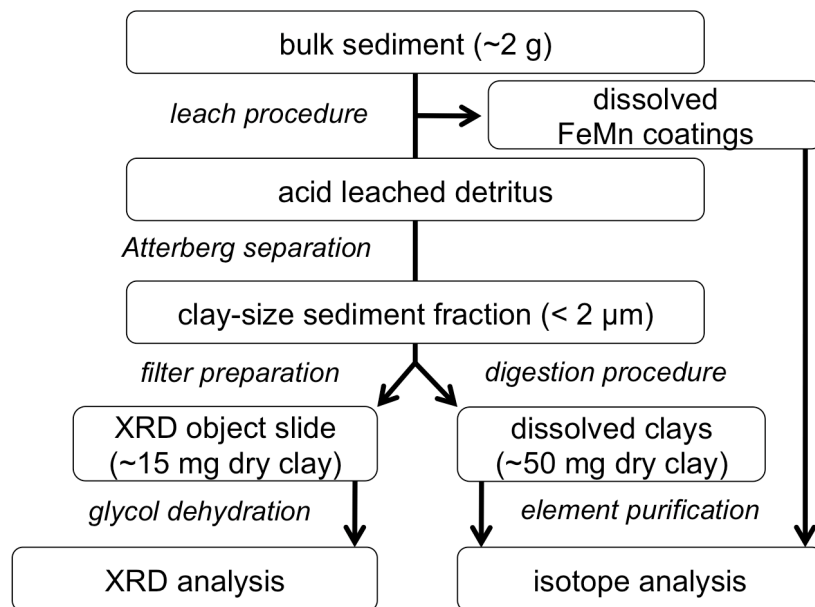 bulk sediment (~2 g)
leach procedure
dissolved
FeMn coatings
acid leached detritus
Atterberg separation
clay-size sediment fraction (< 2 µm)
filter preparation
digestion procedure
XRD object slide
(~15 mg dry clay)
dissolved clays
(~50 mg dry clay)
glycol dehydration
element purification
XRD analysis
isotope analysis